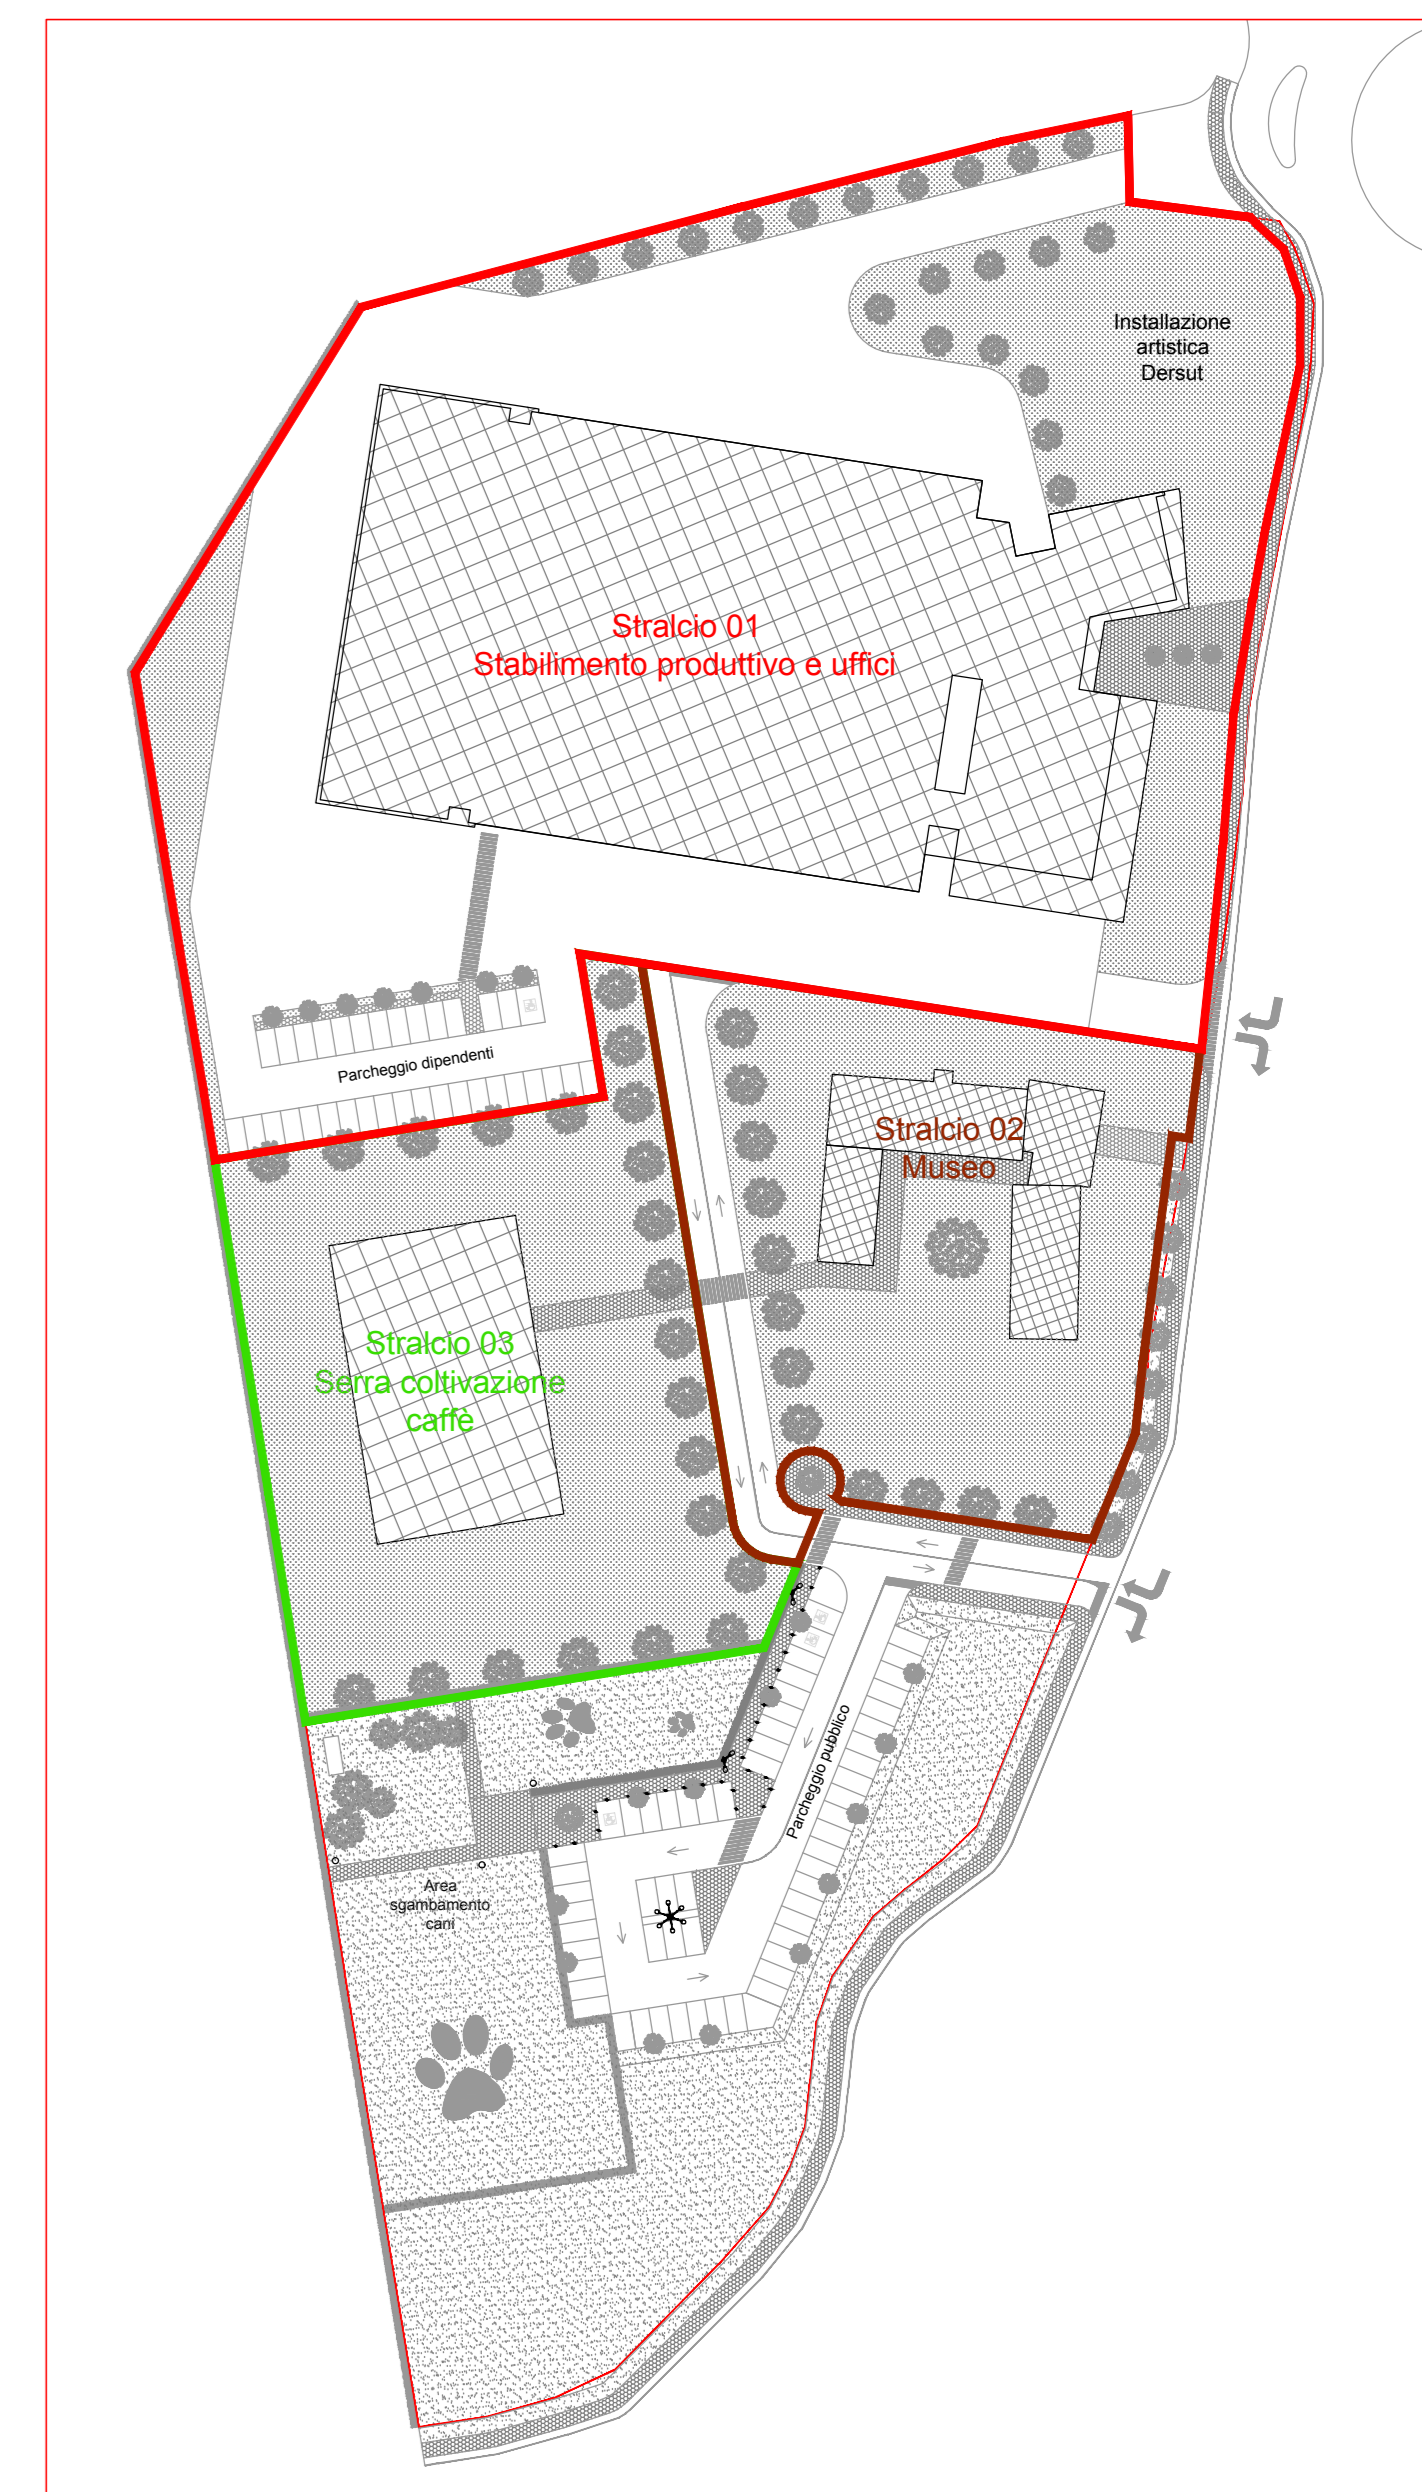 Installazione
artistica
Dersut
Stralcio 01
Stabilimento produttivo e uffici
Parcheggio dipendenti
Stralcio 02
Museo
Stralcio 03
Serra coltivazione
caffè
Parcheggio pubblico
Area
sgambamento
cani